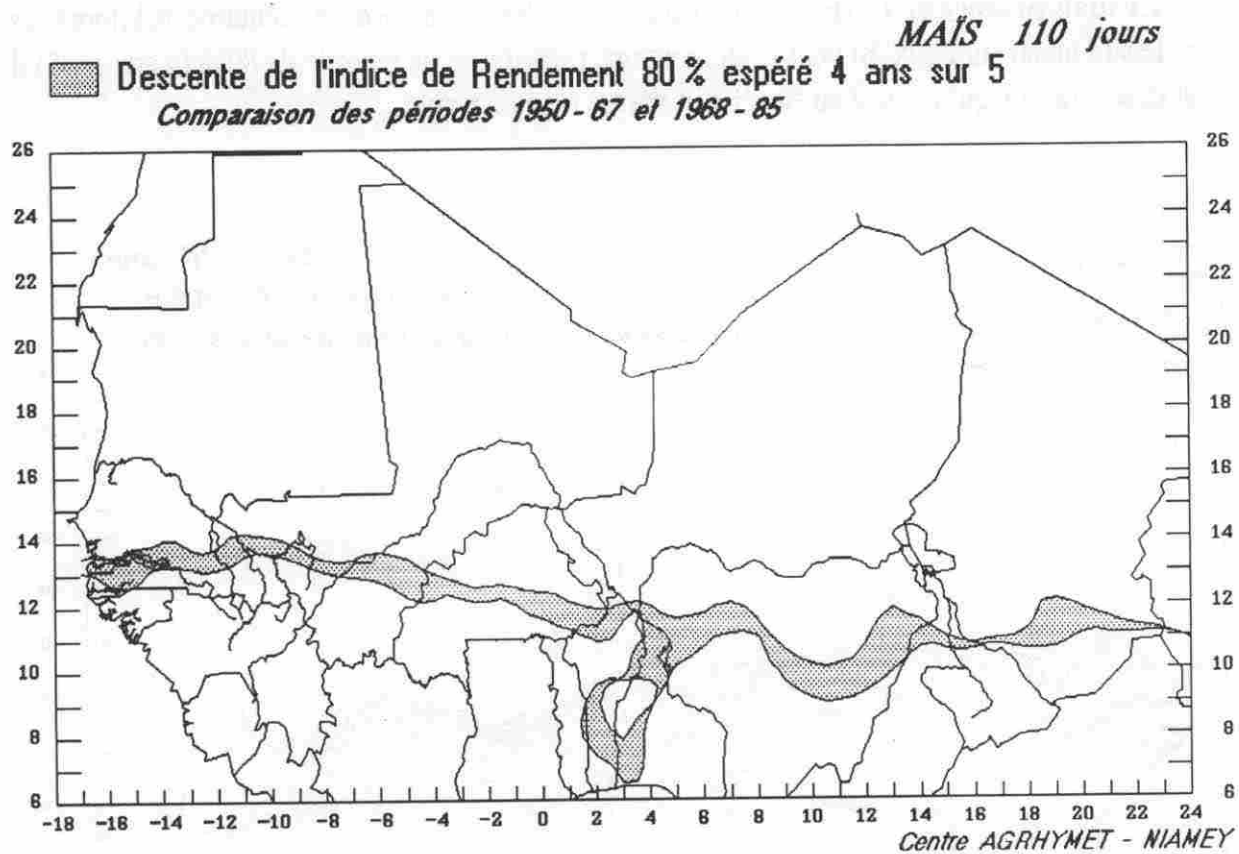 MAÏS 110 jours
Descente de l'indice de Rendement 80 % espéré 4 ans sur 5
Comparaison des périodes 1950-67 et 1968-85
26 26
24 24
22 22
20 20
18 18
16 16
14 14
12 12
10 10
8 8
6 6
-18 -16 -14 -12 -10 -8 -6 -4 -2 0 2 4 6 8 10 12 14 16 18 20 22 24
Centre AGRHYMET - NIAMEY